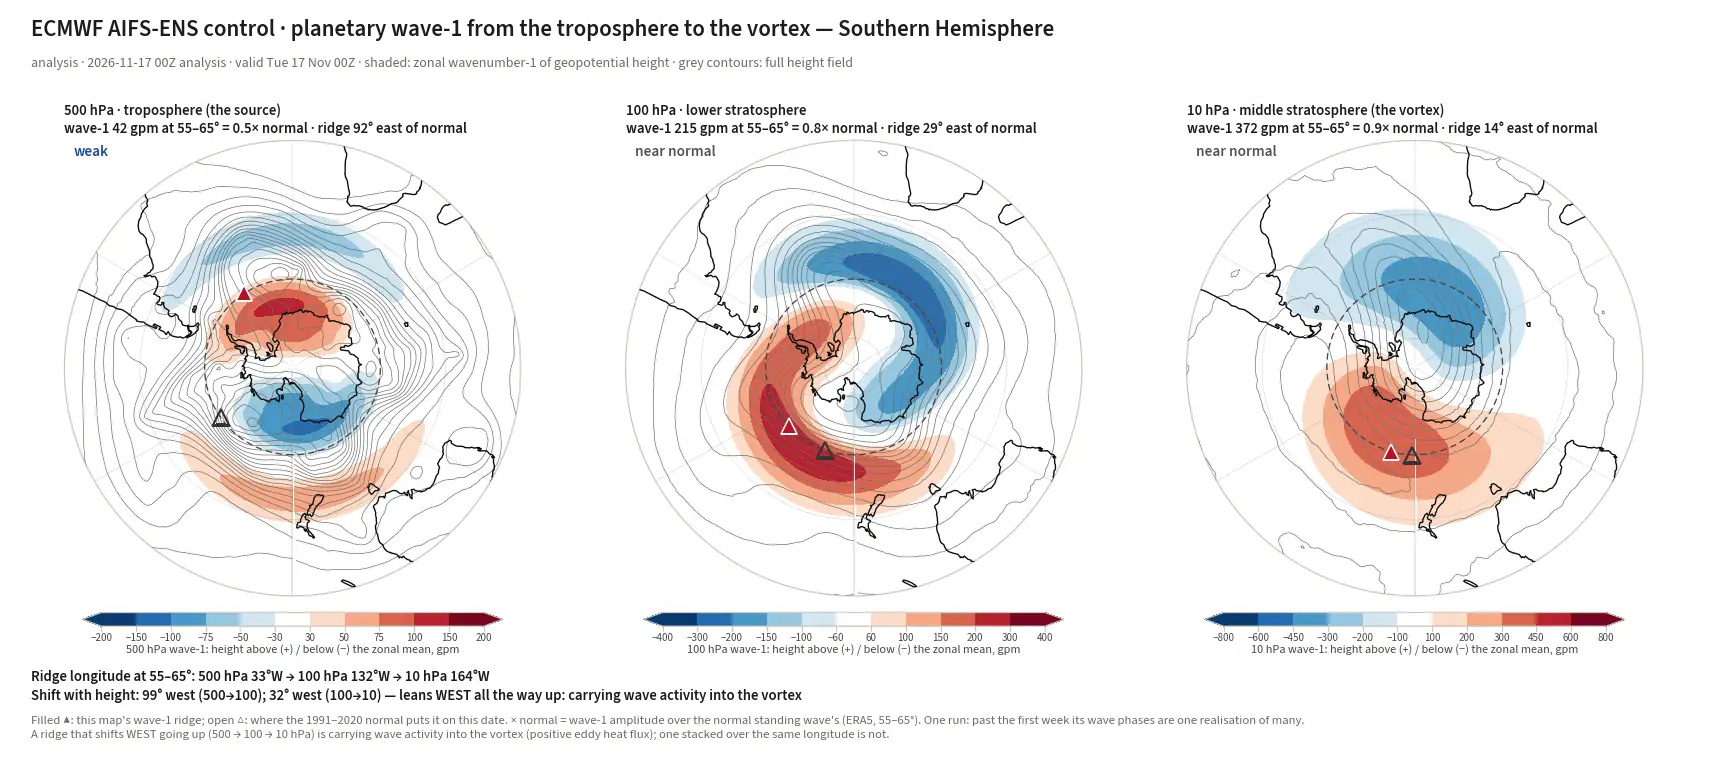 ECMWF AIFS-ENS control · planetary wave-1 from the troposphere to the vortex — Southern Hemisphere
analysis · 2026-11-17 00Z analysis · valid Tue 17 Nov 00Z · shaded: zonal wavenumber-1 of geopotential height · grey contours: full height field
500 hPa · troposphere (the source)
wave-1 42 gpm at 55–65° = 0.5× normal · ridge 92° east of normal
weak
100 hPa · lower stratosphere
wave-1 215 gpm at 55–65° = 0.8× normal · ridge 29° east of normal
near normal
10 hPa · middle stratosphere (the vortex)
wave-1 372 gpm at 55–65° = 0.9× normal · ridge 14° east of normal
near normal
−200 −150 −100 −75 −50 −30 30 50 75 100 150 200
500 hPa wave-1: height above (+) / below (−) the zonal mean, gpm
−400 −300 −200 −150 −100 −60 60 100 150 200 300 400
100 hPa wave-1: height above (+) / below (−) the zonal mean, gpm
−800 −600 −450 −300 −200 −100 100 200 300 450 600 800
10 hPa wave-1: height above (+) / below (−) the zonal mean, gpm
Ridge longitude at 55–65°: 500 hPa 33°W → 100 hPa 132°W → 10 hPa 164°W
Shift with height: 99° west (500→100); 32° west (100→10) — leans WEST all the way up: carrying wave activity into the vortex
Filled ▲: this map's wave-1 ridge; open △: where the 1991–2020 normal puts it on this date. × normal = wave-1 amplitude over the normal standing wave's (ERA5, 55–65°). One run: past the first week its wave phases are one realisation of many.
A ridge that shifts WEST going up (500 → 100 → 10 hPa) is carrying wave activity into the vortex (positive eddy heat flux); one stacked over the same longitude is not.